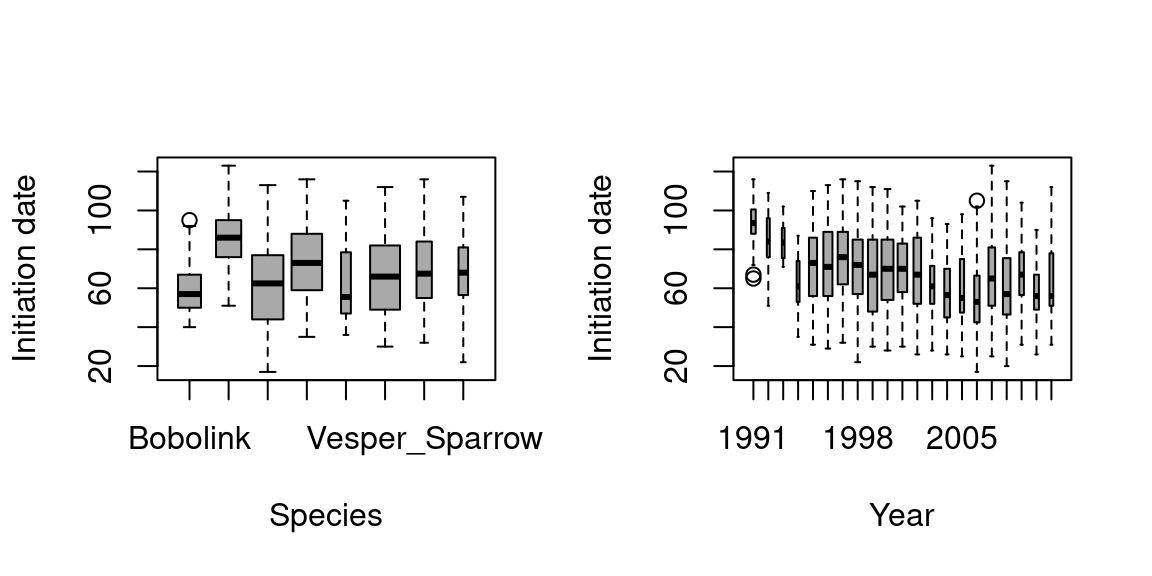 Initiation date
100
60
20
Bobolink Vesper_Sparrow
Species
Initiation date
100
60
20
1991 1998 2005
Year